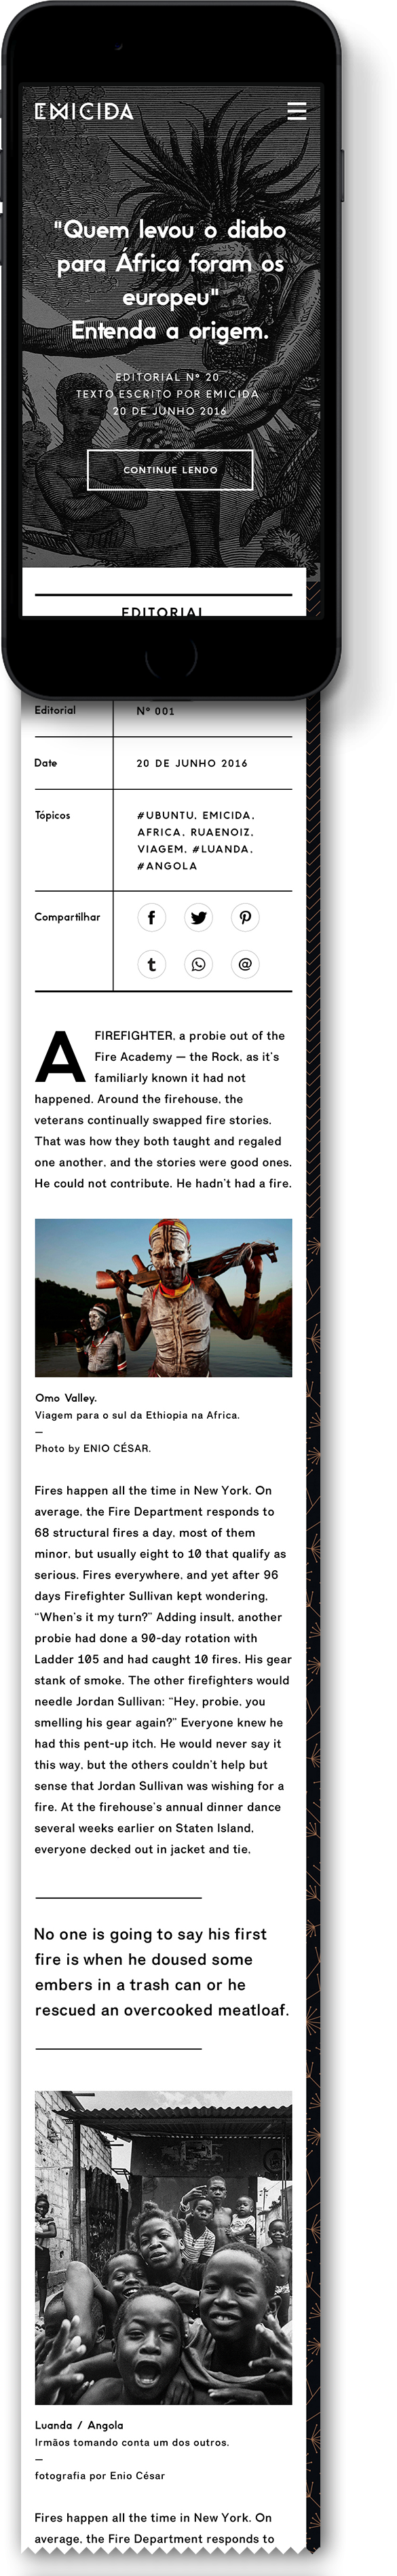 EMICIDA
"Quem levou o diabo
para África foram os
europeu"
Entenda a origem.
EDITORIAL Nº 20
TEXTO ESCRITO POR EMICIDA
20 DE JUNHO 2016
CONTINUE LENDO
EDITORIAL
Editorial Nº 001
Date 20 DE JUNHO 2016
Tópicos #UBUNTU, EMICIDA,
AFRICA, RUAENOIZ,
VIAGEM, #LUANDA,
#ANGOLA
Compartilhar
A FIREFIGHTER, a probie out of the
Fire Academy — the Rock, as it's
familiarly known it had not
happened. Around the firehouse, the
veterans continually swapped fire stories.
That was how they both taught and regaled
one another, and the stories were good ones.
He could not contribute. He hadn't had a fire.
Omo Valley.
Viagem para o sul da Ethiopia na Africa.
—
Photo by ENIO CÉSAR.
Fires happen all the time in New York. On
average, the Fire Department responds to
68 structural fires a day, most of them
minor, but usually eight to 10 that qualify as
serious. Fires everywhere, and yet after 96
days Firefighter Sullivan kept wondering,
“When's it my turn?” Adding insult, another
probie had done a 90-day rotation with
Ladder 105 and had caught 10 fires. His gear
stank of smoke. The other firefighters would
needle Jordan Sullivan: “Hey, probie, you
smelling his gear again?” Everyone knew he
had this pent-up itch. He would never say it
this way, but the others couldn't help but
sense that Jordan Sullivan was wishing for a
fire. At the firehouse's annual dinner dance
several weeks earlier on Staten Island,
everyone decked out in jacket and tie.
No one is going to say his first
fire is when he doused some
embers in a trash can or he
rescued an overcooked meatloaf.
Luanda / Angola
Irmãos tomando conta um dos outros.
—
fotografia por Enio César
Fires happen all the time in New York. On
average, the Fire Department responds to